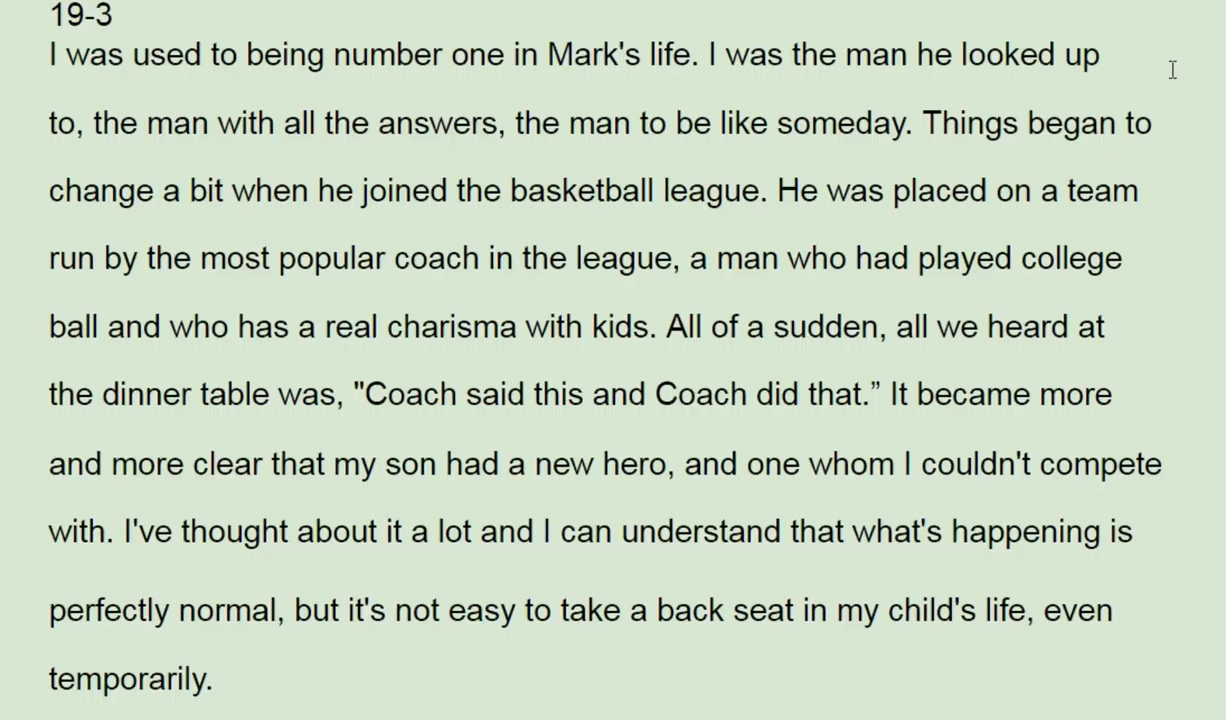 19-3
I was used to being number one in Mark's life. I was the man he looked up
to, the man with all the answers, the man to be like someday. Things began to
change a bit when he joined the basketball league. He was placed on a team
run by the most popular coach in the league, a man who had played college
ball and who has a real charisma with kids. All of a sudden, all we heard at
the dinner table was, "Coach said this and Coach did that.” It became more
and more clear that my son had a new hero, and one whom I couldn't compete
with. I've thought about it a lot and I can understand that what's happening is
perfectly normal, but it's not easy to take a back seat in my child's life, even
temporarily.